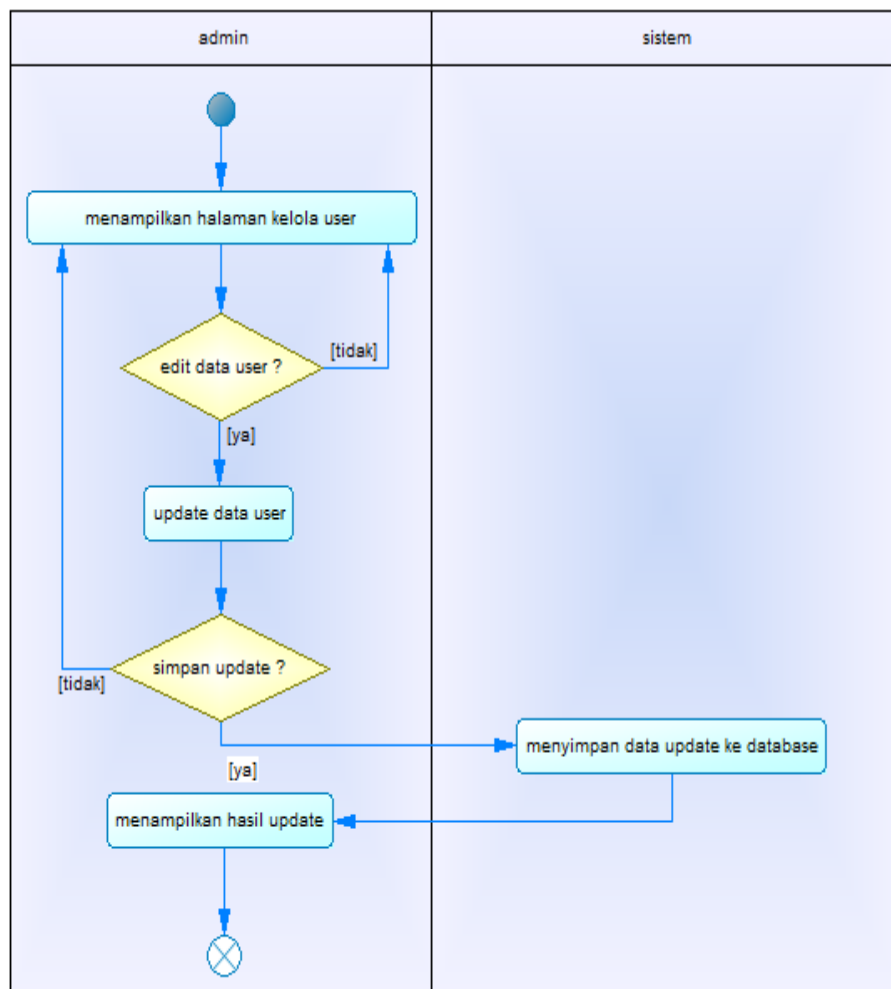 admin
sistem
menampilkan halaman kelola user
edit data user ?
[tidak]
[ya]
update data user
simpan update ?
[tidak]
menyimpan data update ke database
[ya]
menampilkan hasil update